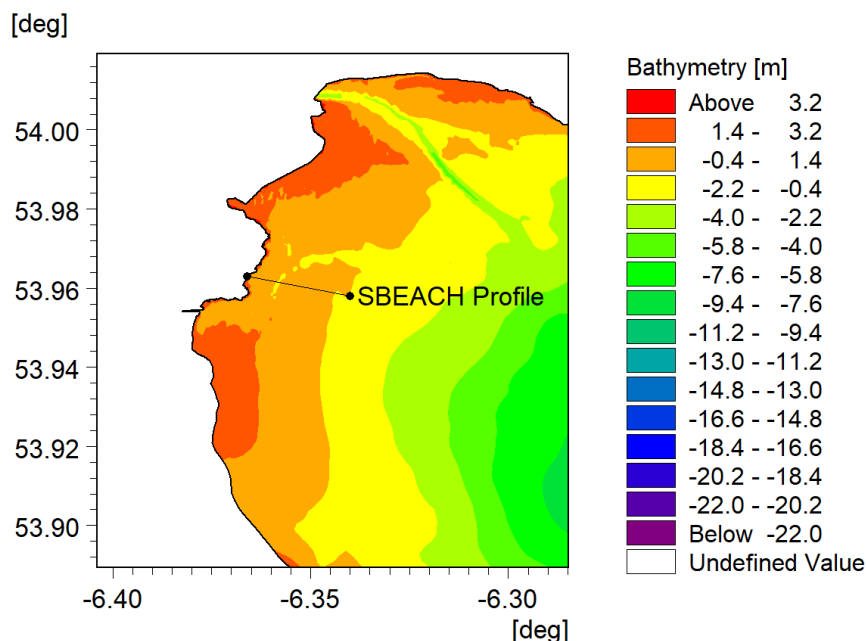 [deg]
54.00
53.98
53.96
53.94
53.92
53.90
SBEACH Profile
-6.40
-6.35
-6.30
[deg]
Bathymetry [m]
Above 3.2
1.4 - 3.2
-0.4 - 1.4
-2.2 - -0.4
-4.0 - -2.2
-5.8 - -4.0
-7.6 - -5.8
-9.4 - -7.6
-11.2 - -9.4
-13.0 - -11.2
-14.8 - -13.0
-16.6 - -14.8
-18.4 - -16.6
-20.2 - -18.4
-22.0 - -20.2
Below -22.0
Undefined Value